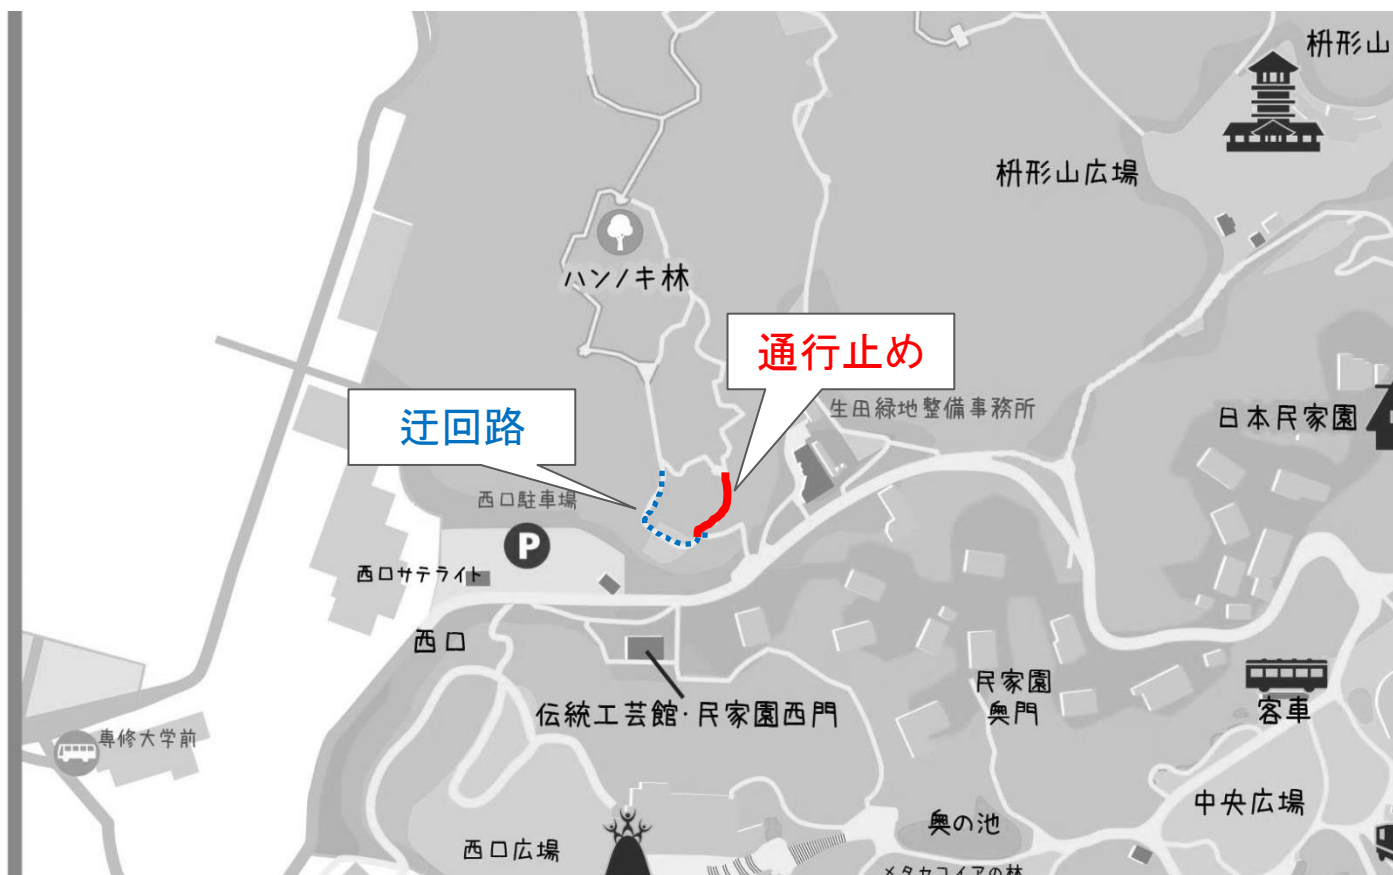 枡形山
枡形山広場
ハンノキ林
通行止め
迂回路
生田緑地整備事務所
日本民家園
西口駐車場
P
西口サテライト
西口
伝統工芸館・民家園西門
民家園
奥門
客車
専修大学前
中央広場
奥の池
西口広場